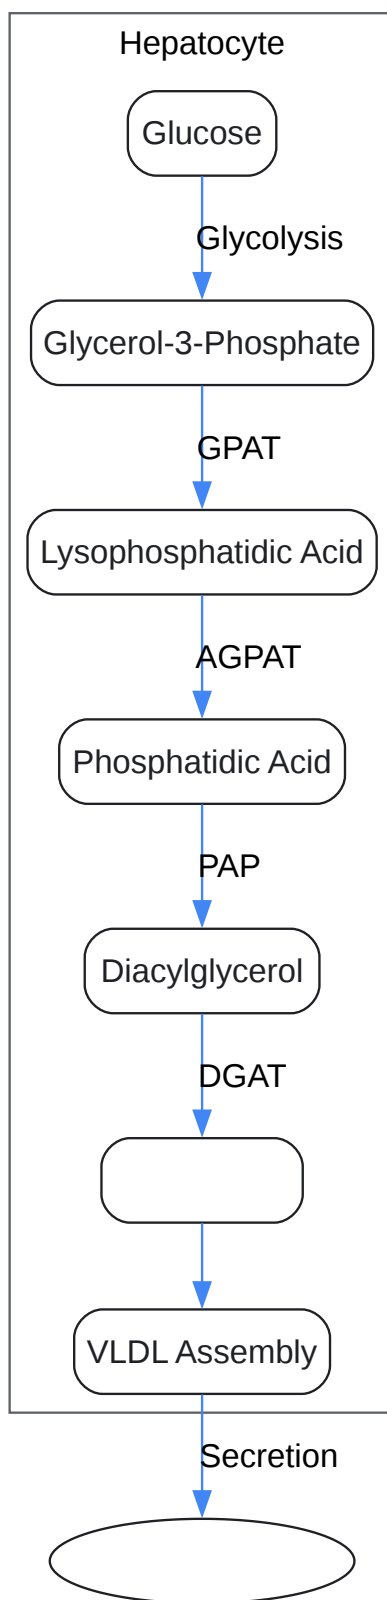 Hepatocyte
Glucose
Glycolysis
Glycerol-3-Phosphate
GPAT
Lysophosphatidic Acid
AGPAT
Phosphatidic Acid
PAP
Diacylglycerol
DGAT
VLDL Assembly
Secretion